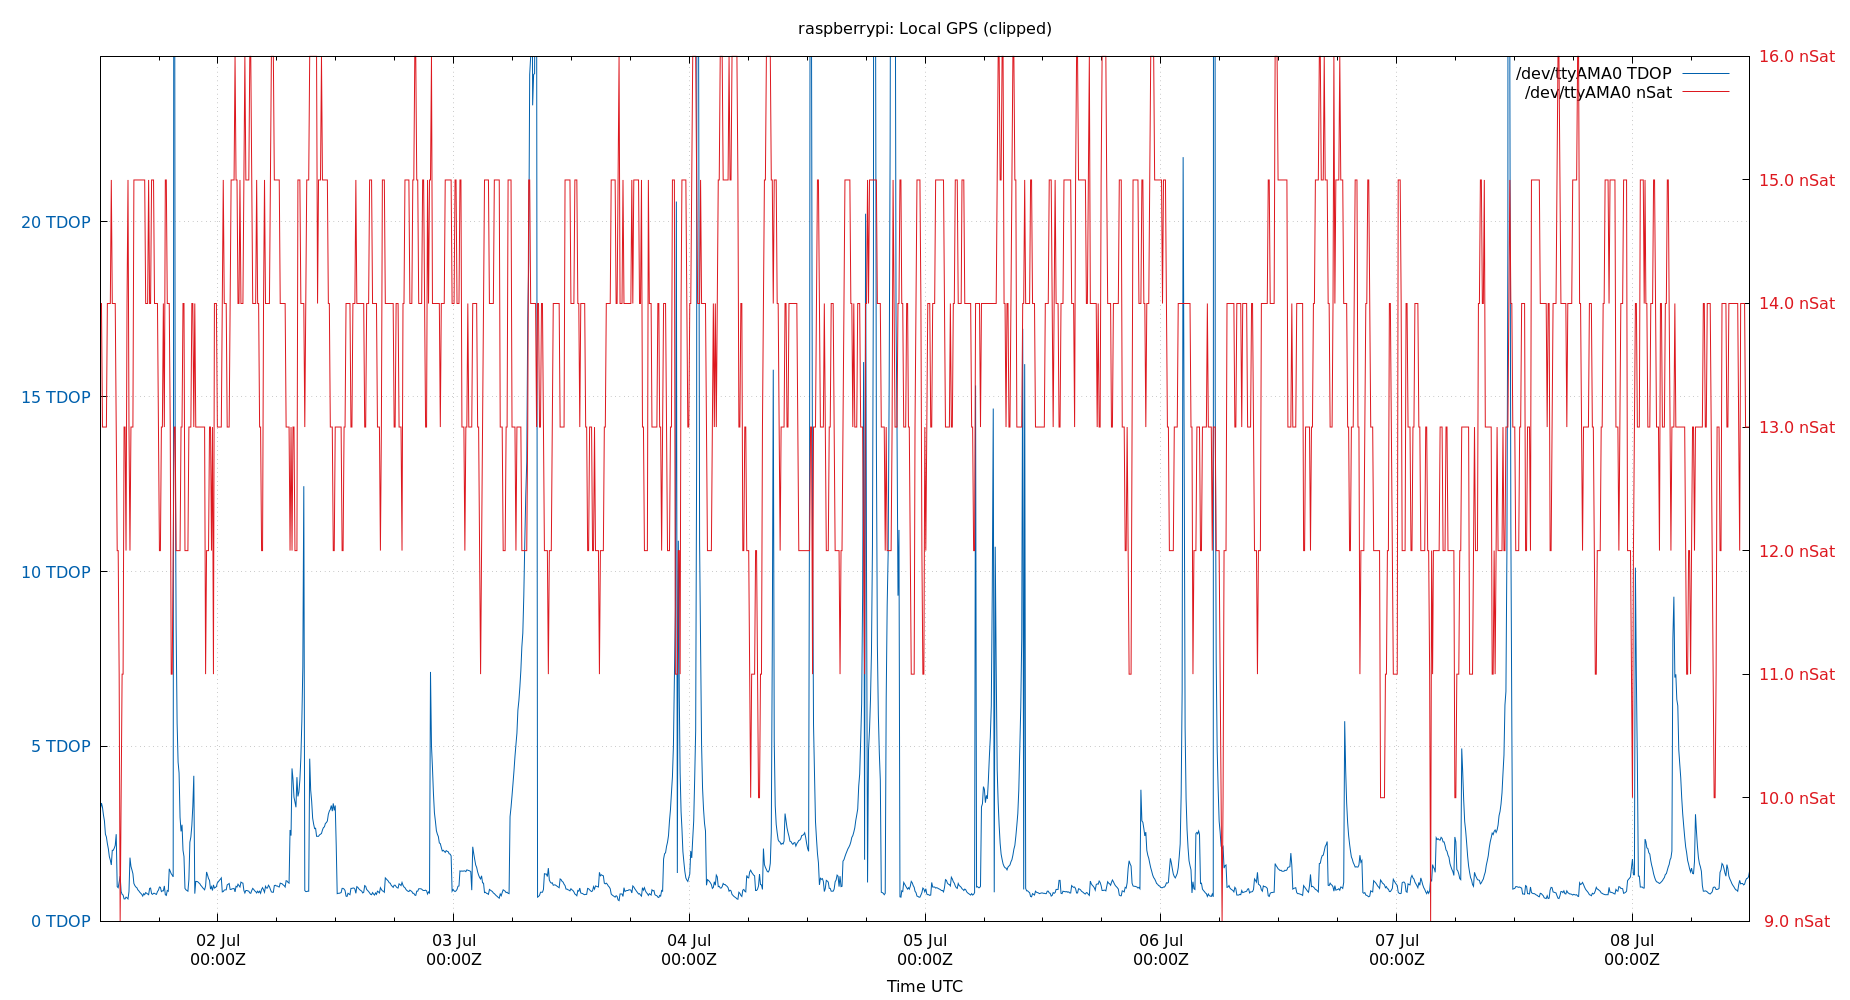 raspberrypi: Local GPS (clipped)
/dev/ttyAMA0 TDOP
/dev/ttyAMA0 nSat
16.0 nSat
15.0 nSat
20 TDOP
14.0 nSat
15 TDOP
13.0 nSat
10 TDOP
12.0 nSat
11.0 nSat
5 TDOP
10.0 nSat
0 TDOP
9.0 nSat
02 Jul 03 Jul 04 Jul 05 Jul 06 Jul 07 Jul 08 Jul
00:00Z 00:00Z 00:00Z 00:00Z 00:00Z 00:00Z 00:00Z
Time UTC